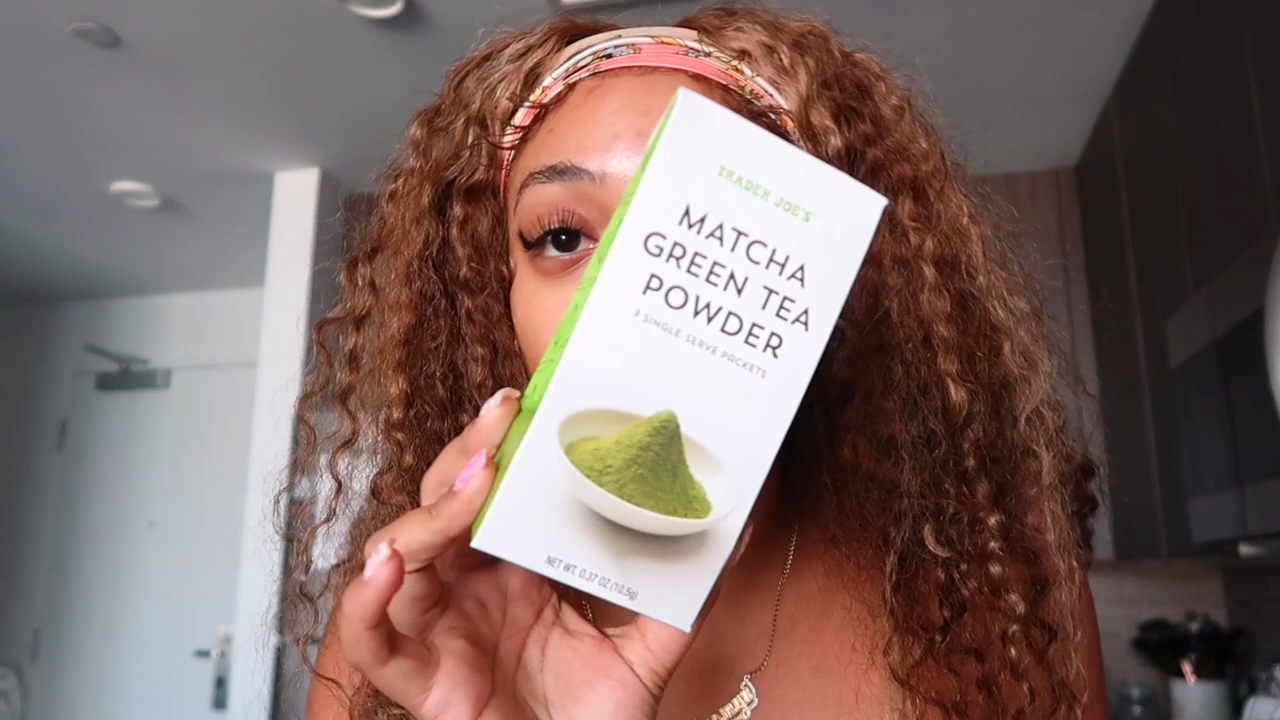 TRADER JOE'S
MATCHA
GREEN TEA
POWDER
7 SINGLE-SERVE PACKETS
NET WT. 0.37 OZ (10.5g)